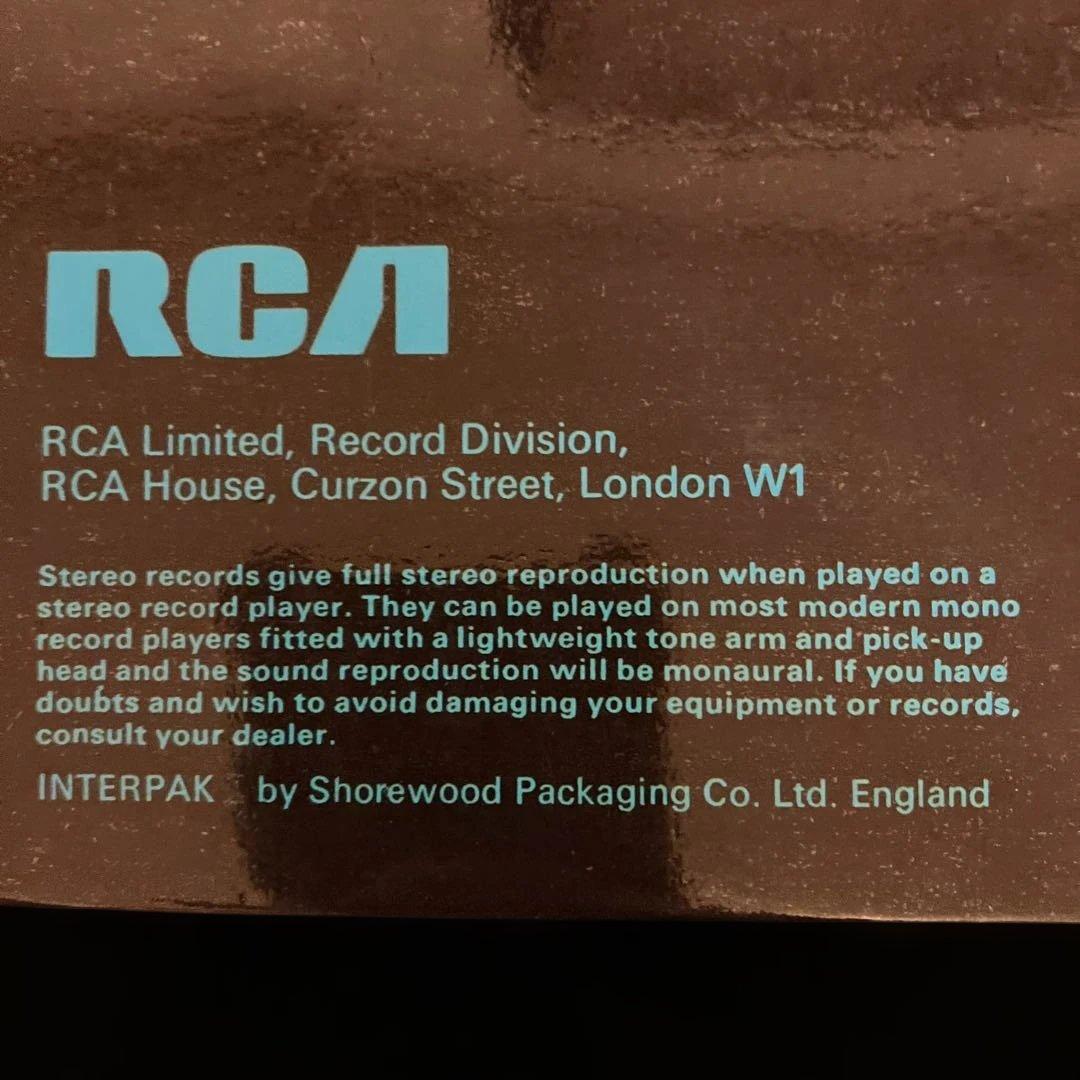 RCA
RCA Limited, Record Division,
RCA House, Curzon Street, London W1
Stereo records give full stereo reproduction when played on a
stereo record player. They can be played on most modern mono
record players fitted with a lightweight tone arm and pick-up
head and the sound reproduction will be monaural. If you have
doubts and wish to avoid damaging your equipment or records,
consult your dealer.
INTERPAK by Shorewood Packaging Co. Ltd. England